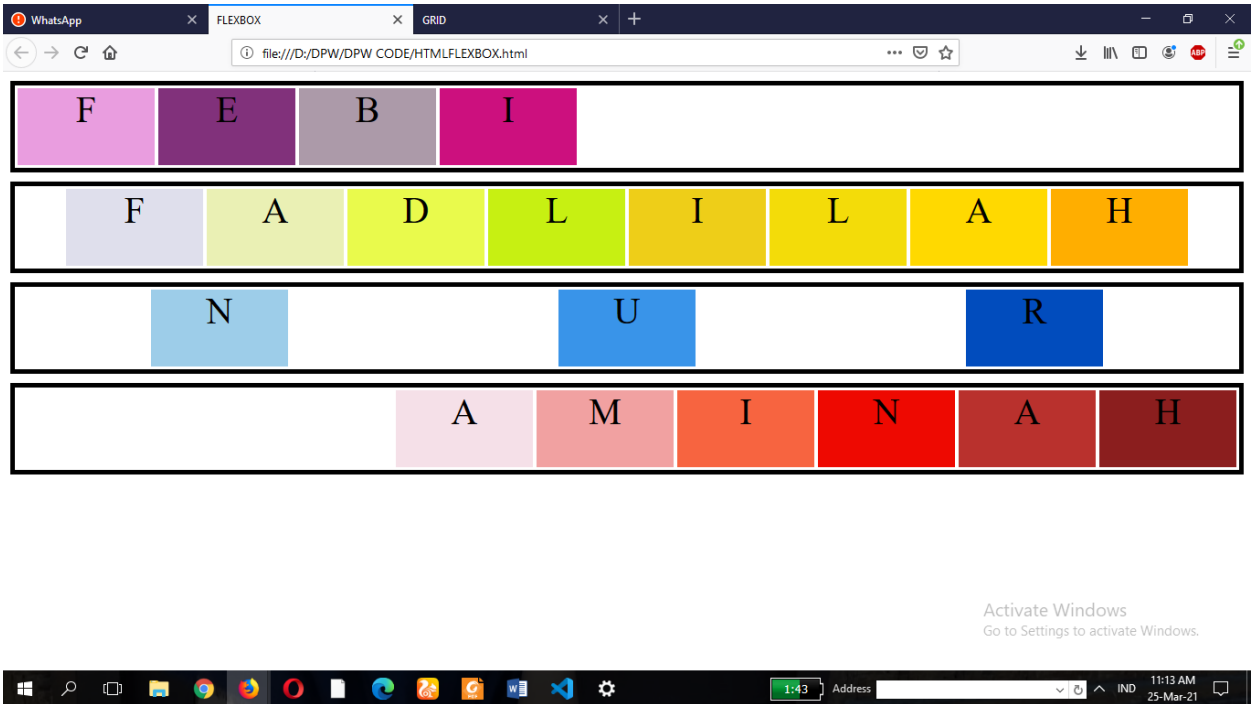 WhatsApp FLEXBOX GRID
file:///D:/DPW/DPW CODE/HTMLFLEXBOX.html ABP
F E B I
F A D L I L A H
N U R
A M I N A H
Activate Windows
Go to Settings to activate Windows.
1:43 Address IND 11:13 AM
25-Mar-21